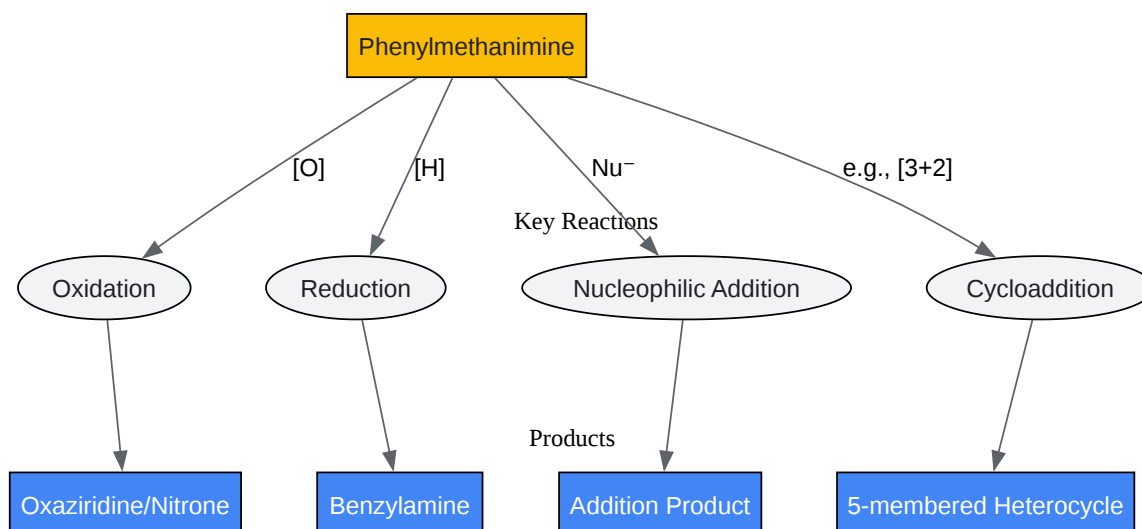 Phenylmethanimine
[O]
[H]
Nu⁻
e.g., [3+2]
Key Reactions
Oxidation
Reduction
Nucleophilic Addition
Cycloaddition
Products
Oxaziridine/Nitrone
Benzylamine
Addition Product
5-membered Heterocycle